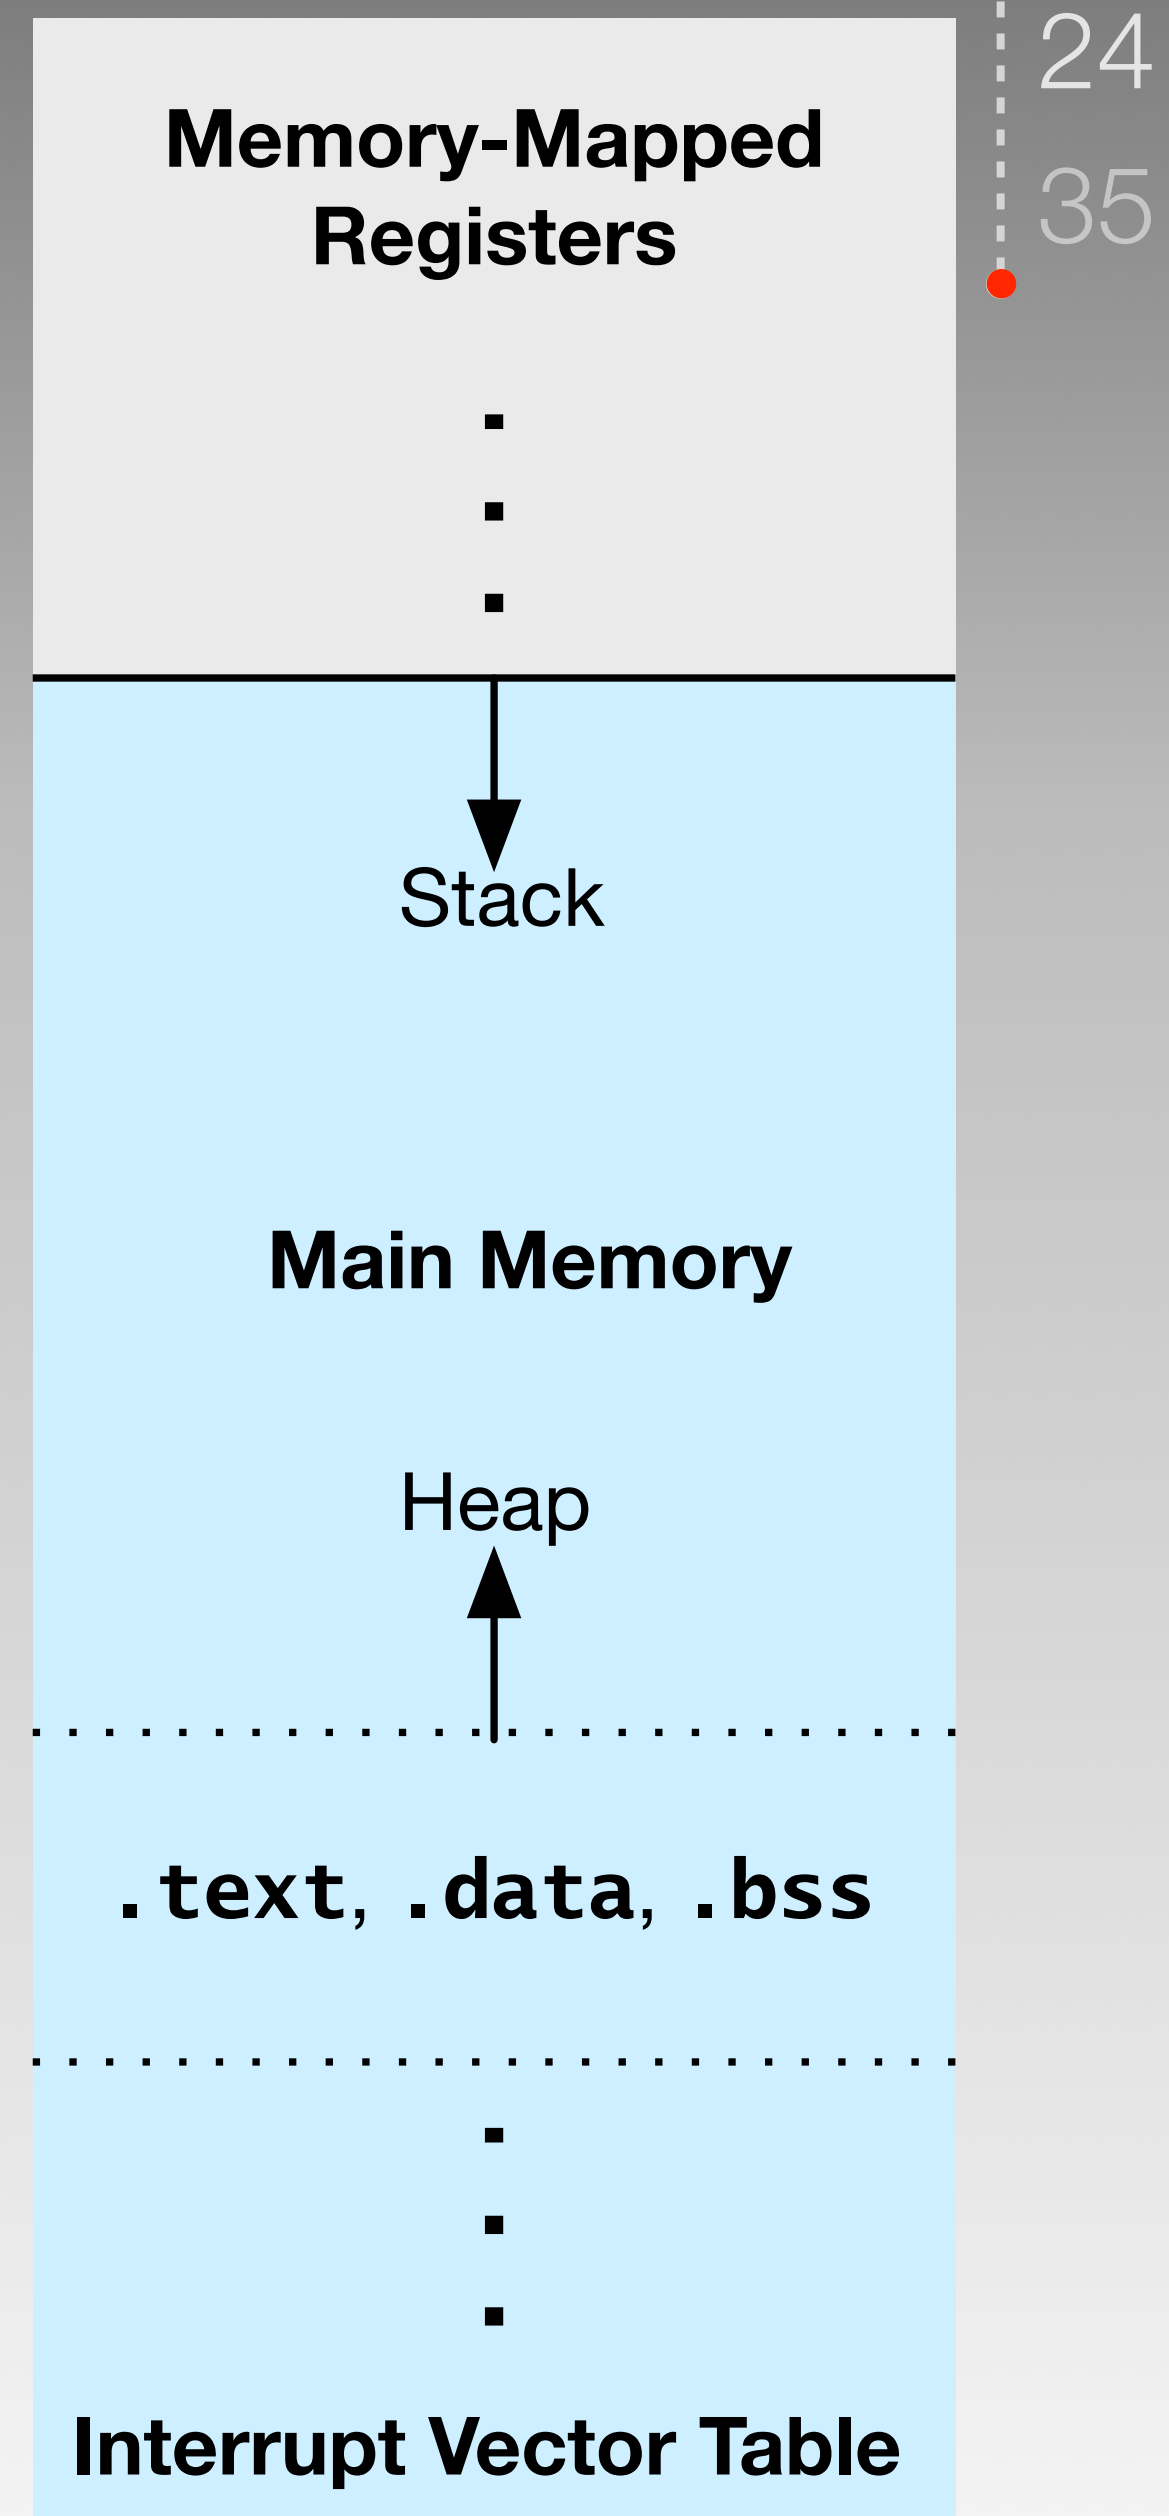 24
35
Memory-Mapped
Registers
Stack
Main Memory
Heap
.text, .data, .bss
Interrupt Vector Table